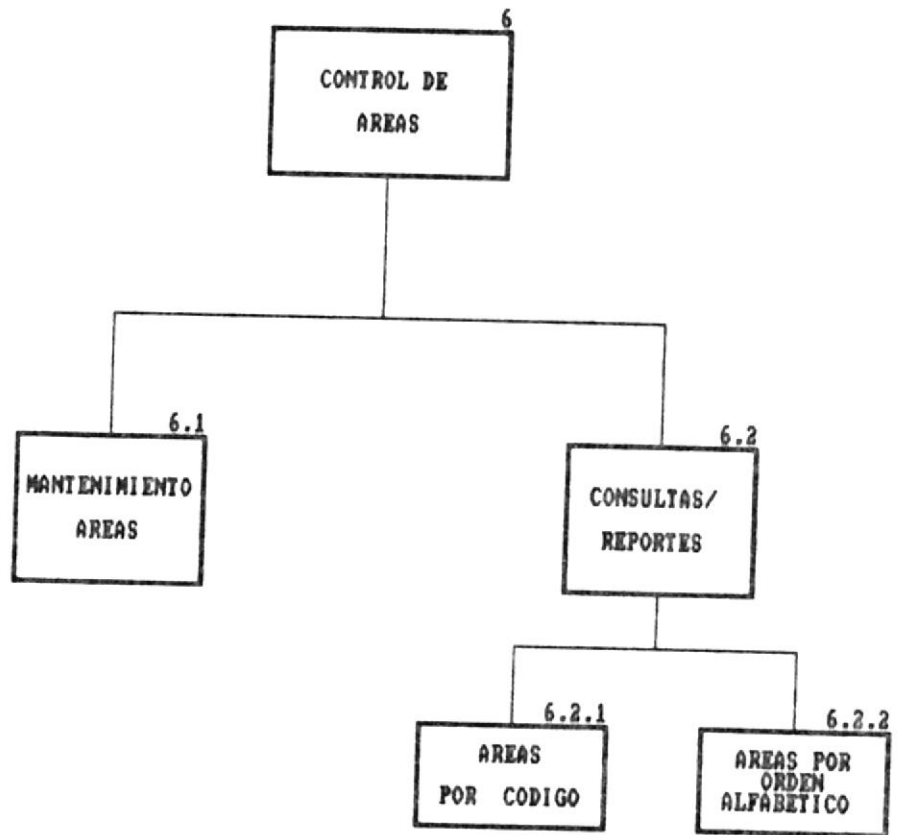 6
CONTROL DE
AREAS
6.1
MANTENIMIENTO
AREAS
6.2
CONSULTAS/
REPORTES
6.2.1
AREAS
POR CODIGO
6.2.2
AREAS POR
ORDEN
ALFABETICO